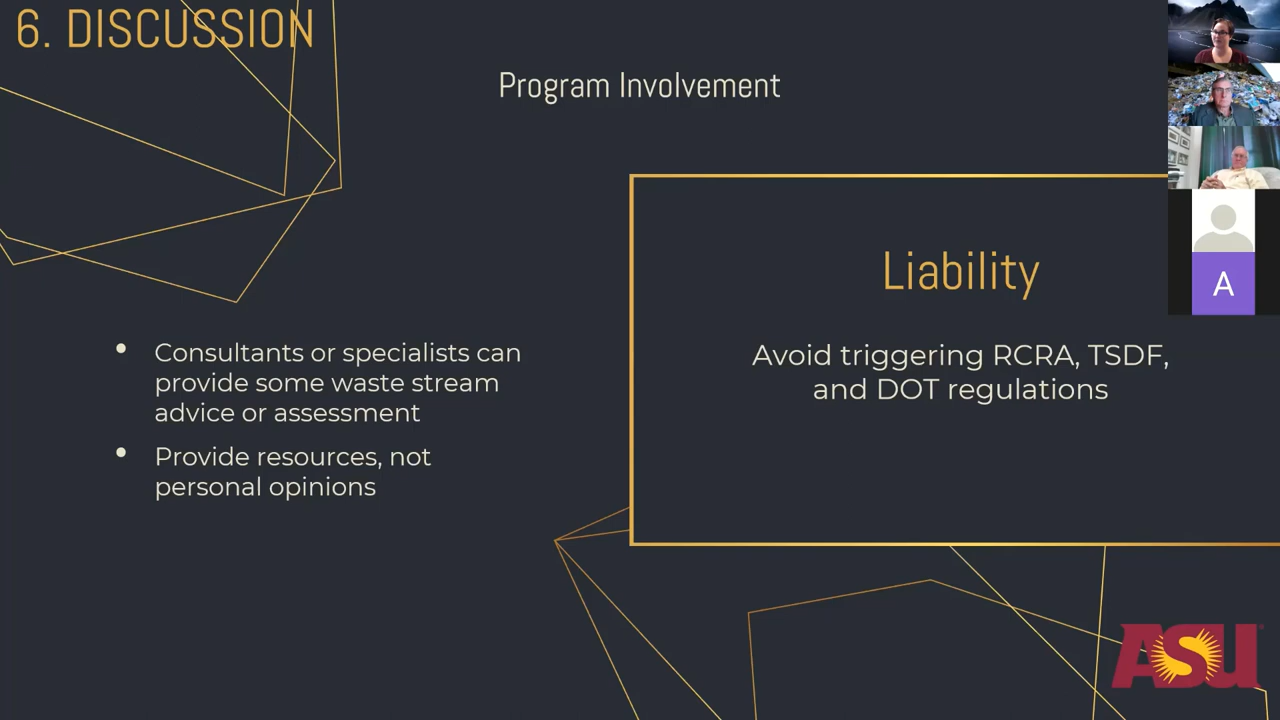 6. DISCUSSION
Program Involvement
Consultants or specialists can
provide some waste stream
advice or assessment
Provide resources, not
personal opinions
Liability
Avoid triggering RCRA, TSDF,
and DOT regulations
A
ASU